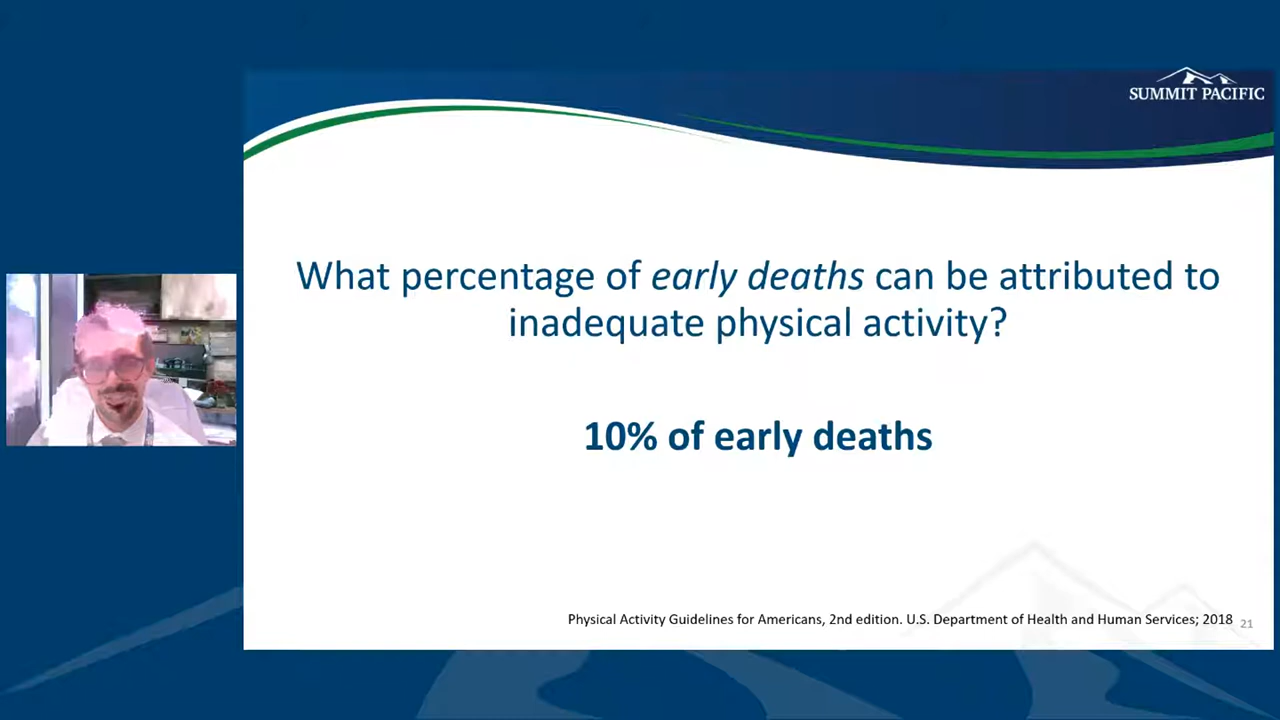 SUMMIT PACIFIC
What percentage of early deaths can be attributed to
inadequate physical activity?
10% of early deaths
Physical Activity Guidelines for Americans, 2nd edition. U.S. Department of Health and Human Services; 2018
21